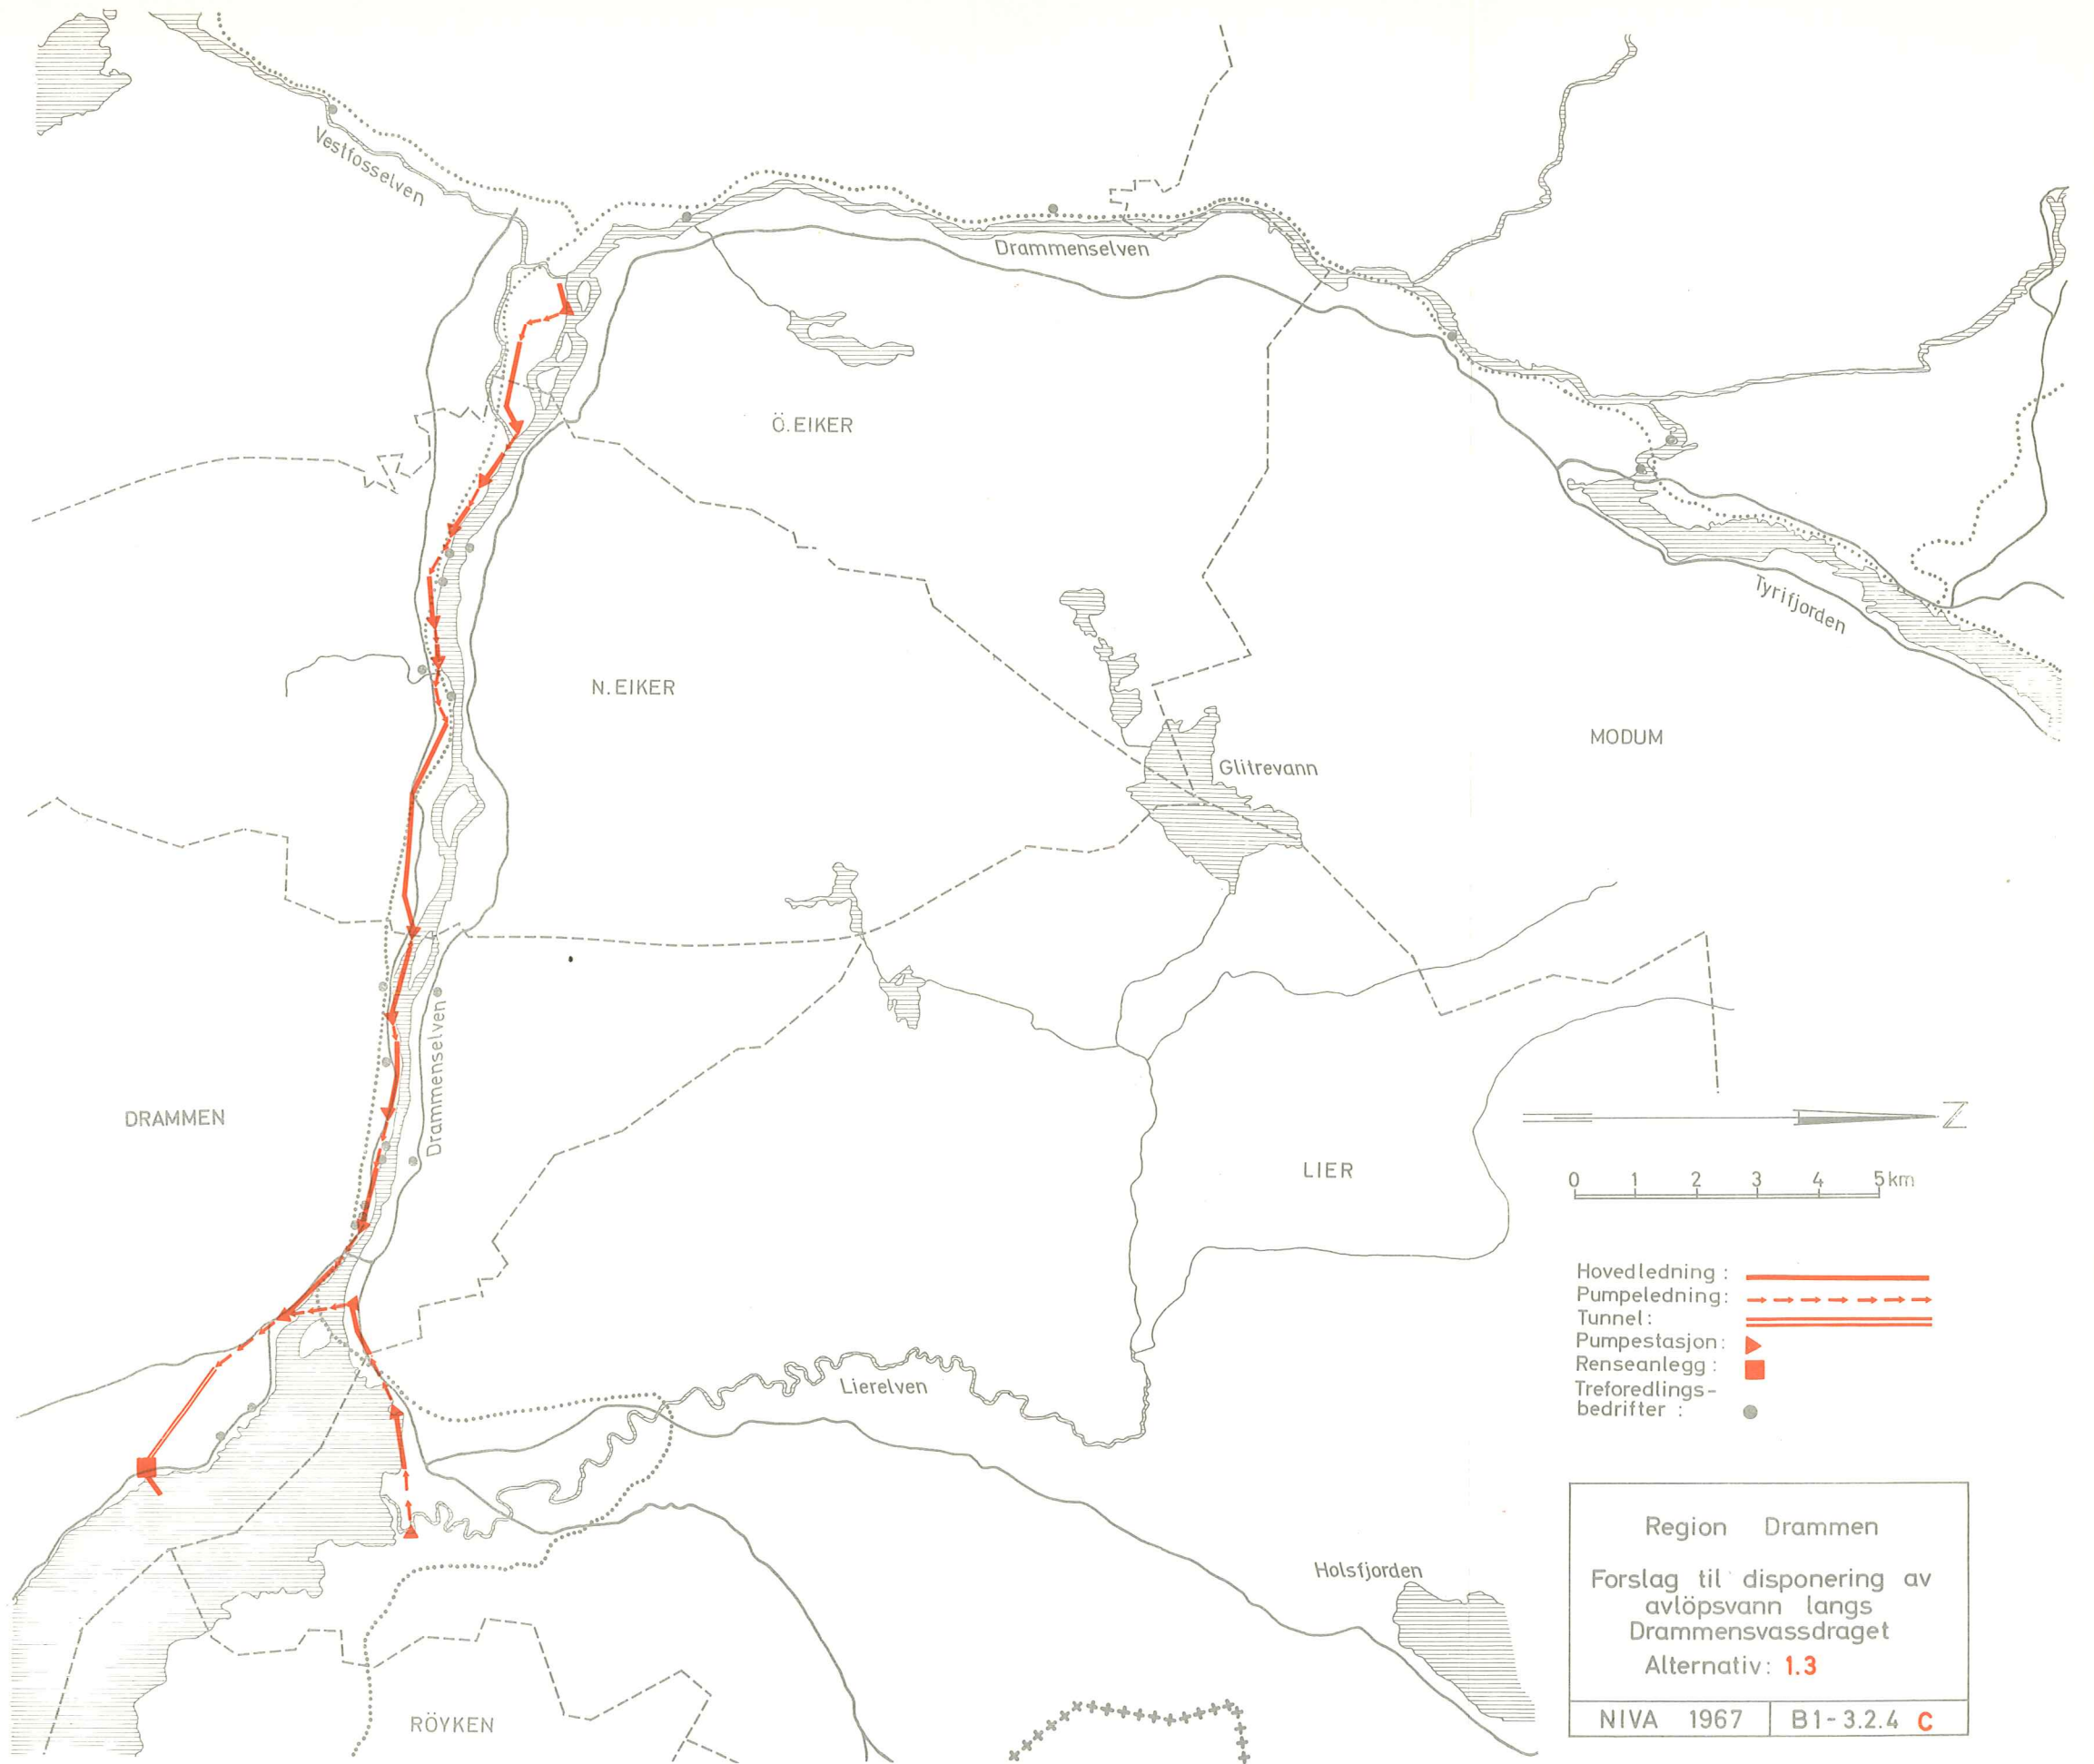 Vestfosselven
Drammenselven
Ö.EIKER
Tyrifjorden
N.EIKER
MODUM
Glitrevann
Drammenselven
DRAMMEN
Z
LIER
0 1 2 3 4 5 km
Hovedledning :
Pumpeledning:
Tunnel:
Pumpestasjon:
Renseanlegg :
Treforedlings-
bedrifter :
Lierelven
Holsfjorden
RÖYKEN
Region Drammen
Forslag til disponering av
avlöpsvann langs
Drammensvassdraget
Alternativ: 1.3
NIVA 1967
B1-3.2.4 C